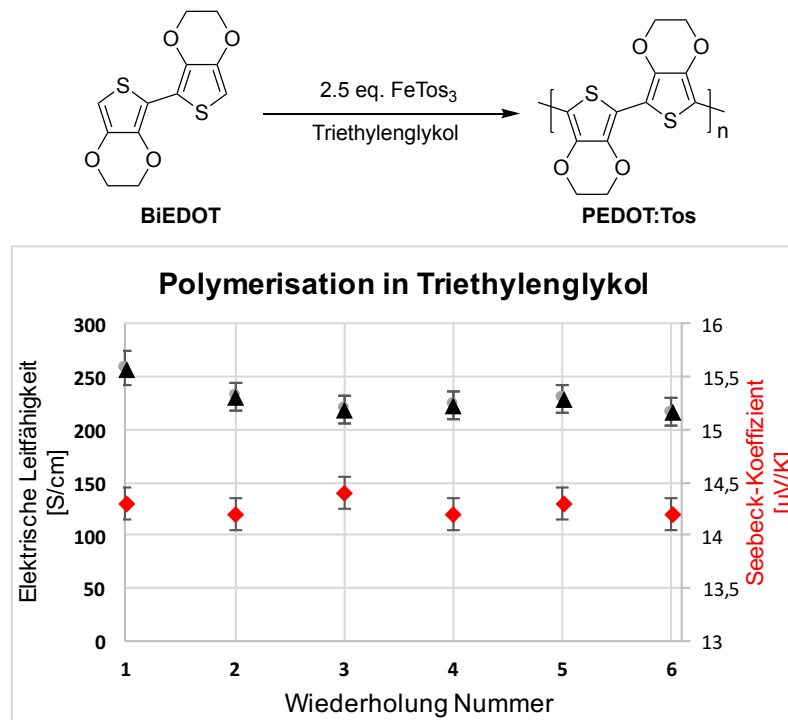 O
O
S
S
O
O
BiEDOT
2.5 eq. FeTos₃
Triethylenglykol
O
O
S
S
n
O
O
PEDOT:Tos
Polymerisation in Triethylenglykol
Elektrische Leitfähigkeit
[S/cm]
300
250
200
150
100
50
0
16
15,5
15
14,5
14
13,5
13
Seebeck-Koeffizient
[µV/K]
1 2 3 4 5 6
Wiederholung Nummer